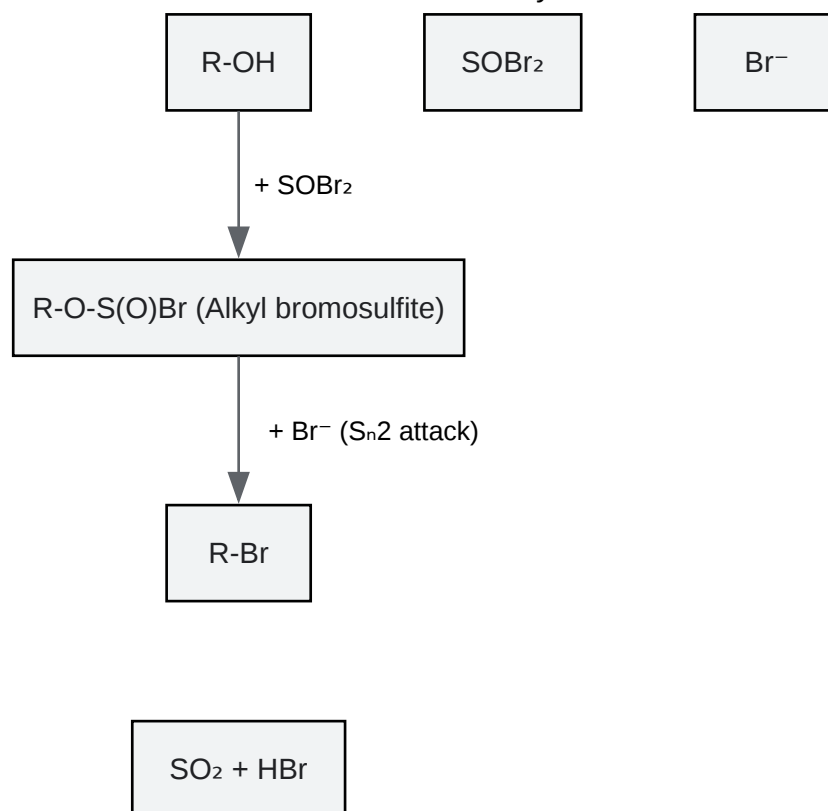 R-OH
SOBr₂
Br⁻
+ SOBr₂
R-O-S(O)Br (Alkyl bromosulfite)
+ Br⁻ (Sₙ2 attack)
R-Br
SO₂ + HBr